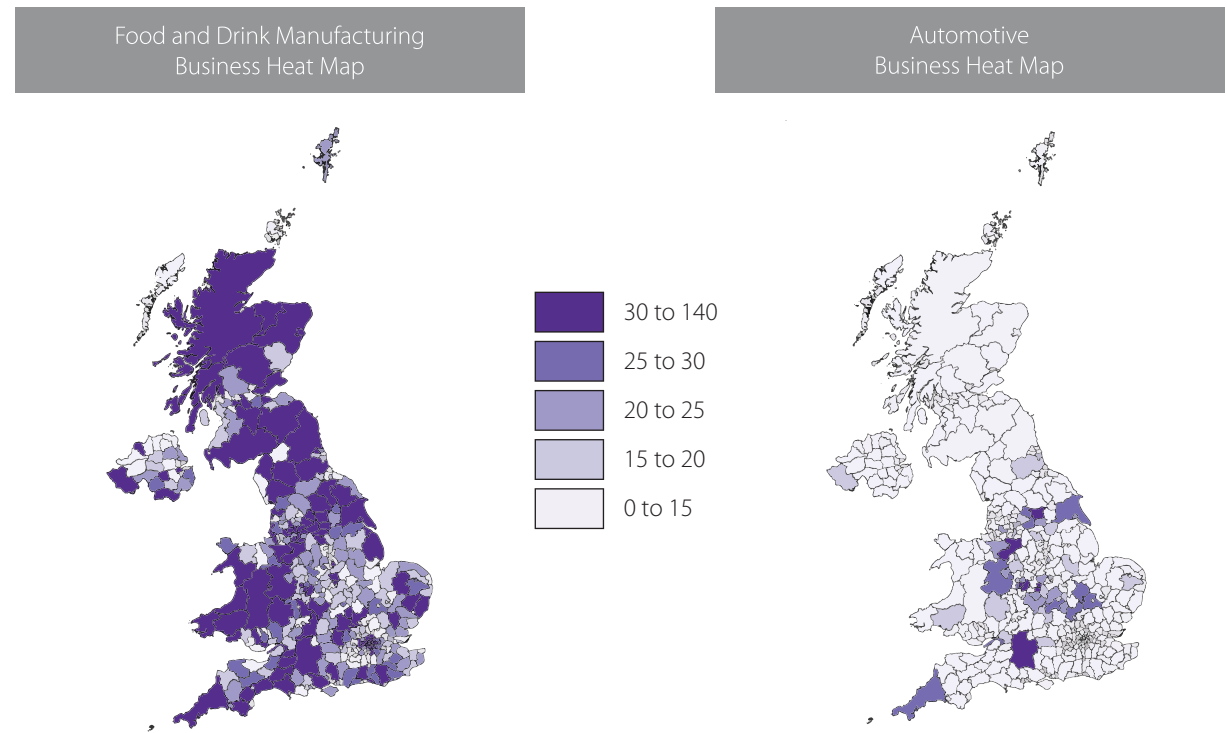 Food and Drink Manufacturing
Business Heat Map
Automotive
Business Heat Map
30 to 140
25 to 30
20 to 25
15 to 20
0 to 15